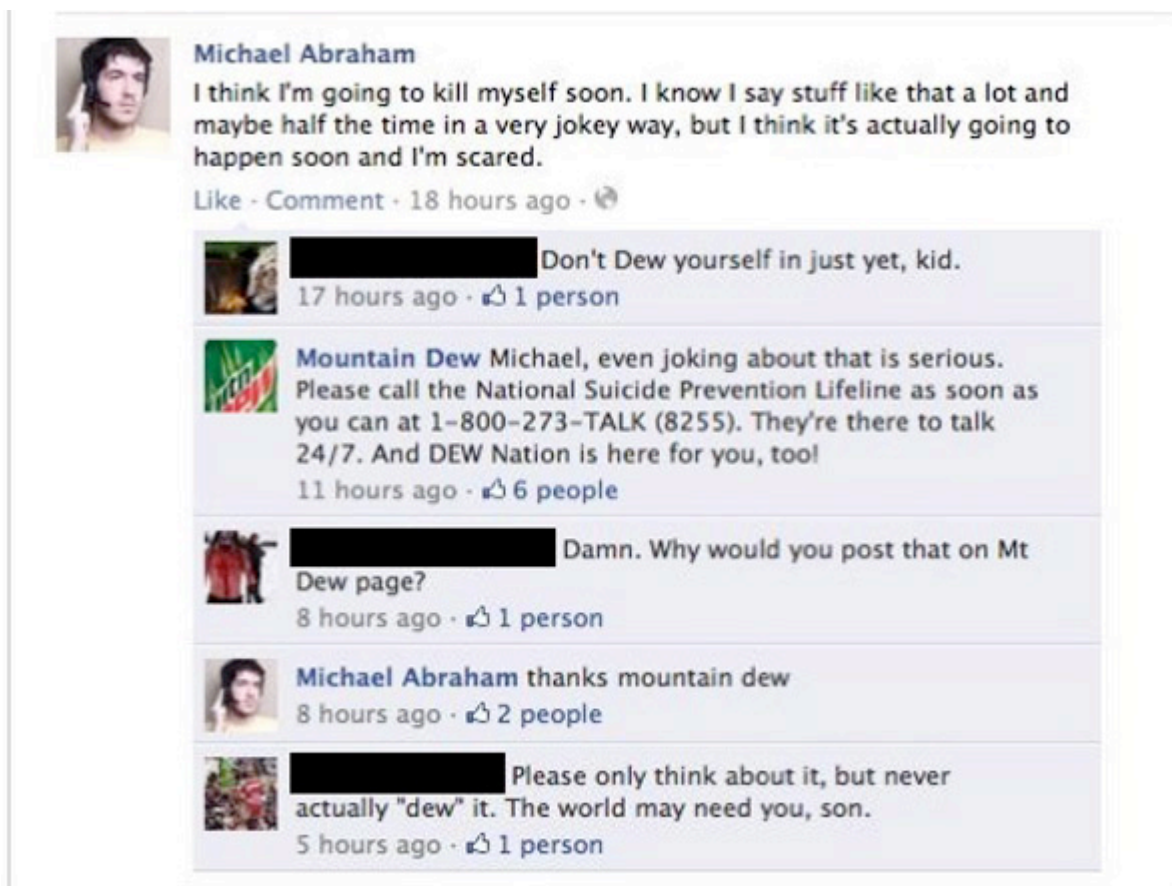 Michael Abraham
I think I'm going to kill myself soon. I know I say stuff like that a lot and
maybe half the time in a very jokey way, but I think it's actually going to
happen soon and I'm scared.
Like · Comment · 18 hours ago ·
Don't Dew yourself in just yet, kid.
17 hours ago · 1 person
Mountain Dew Michael, even joking about that is serious.
Please call the National Suicide Prevention Lifeline as soon as
you can at 1-800-273-TALK (8255). They're there to talk
24/7. And DEW Nation is here for you, too!
11 hours ago · 6 people
Damn. Why would you post that on Mt
Dew page?
8 hours ago · 1 person
Michael Abraham thanks mountain dew
8 hours ago · 2 people
Please only think about it, but never
actually "dew" it. The world may need you, son.
5 hours ago · 1 person